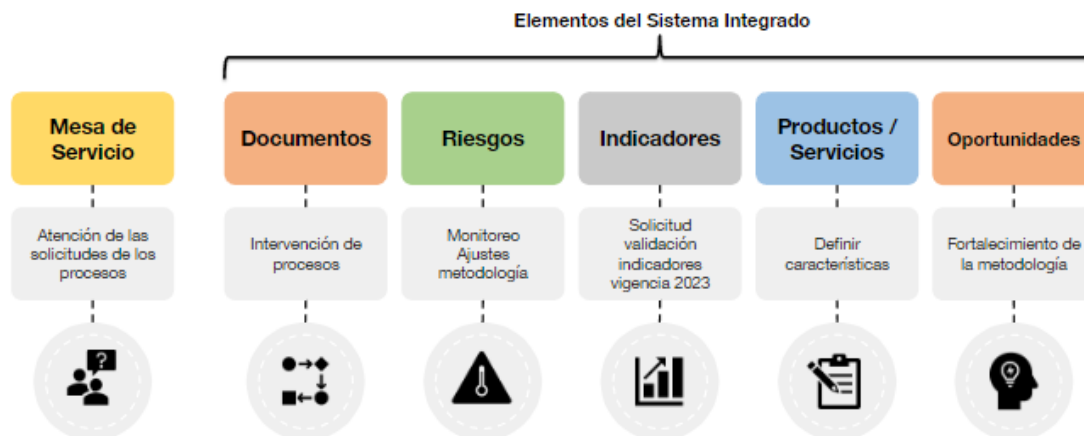 Elementos del Sistema Integrado
Mesa de
Servicio
Documentos
Riesgos
Indicadores
Productos /
Servicios
Oportunidades
Atención de las
solicitudes de los
procesos
Intervención de
procesos
Monitoreo
Ajustes
metodología
Solicitud
validación
indicadores
vigencia 2023
Definir
características
Fortalecimiento de
la metodología
?